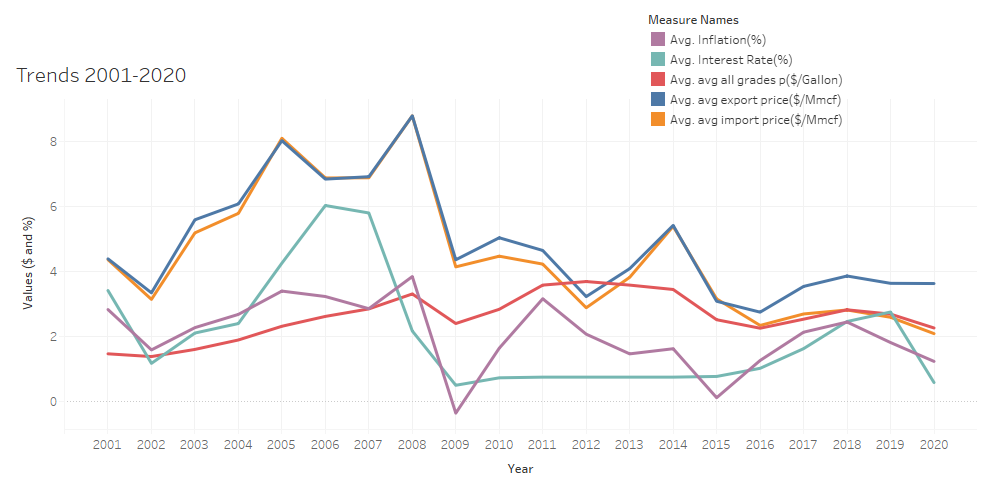 Measure Names
Avg. Inflation(%)
Avg. Interest Rate(%)
Avg. avg all grades p($/Gallon)
Avg. avg export price($/Mmcf)
Avg. avg import price($/Mmcf)
Trends 2001-2020
Values ($ and %)
8
6
4
2
0
2001 2002 2003 2004 2005 2006 2007 2008 2009 2010 2011 2012 2013 2014 2015 2016 2017 2018 2019 2020
Year